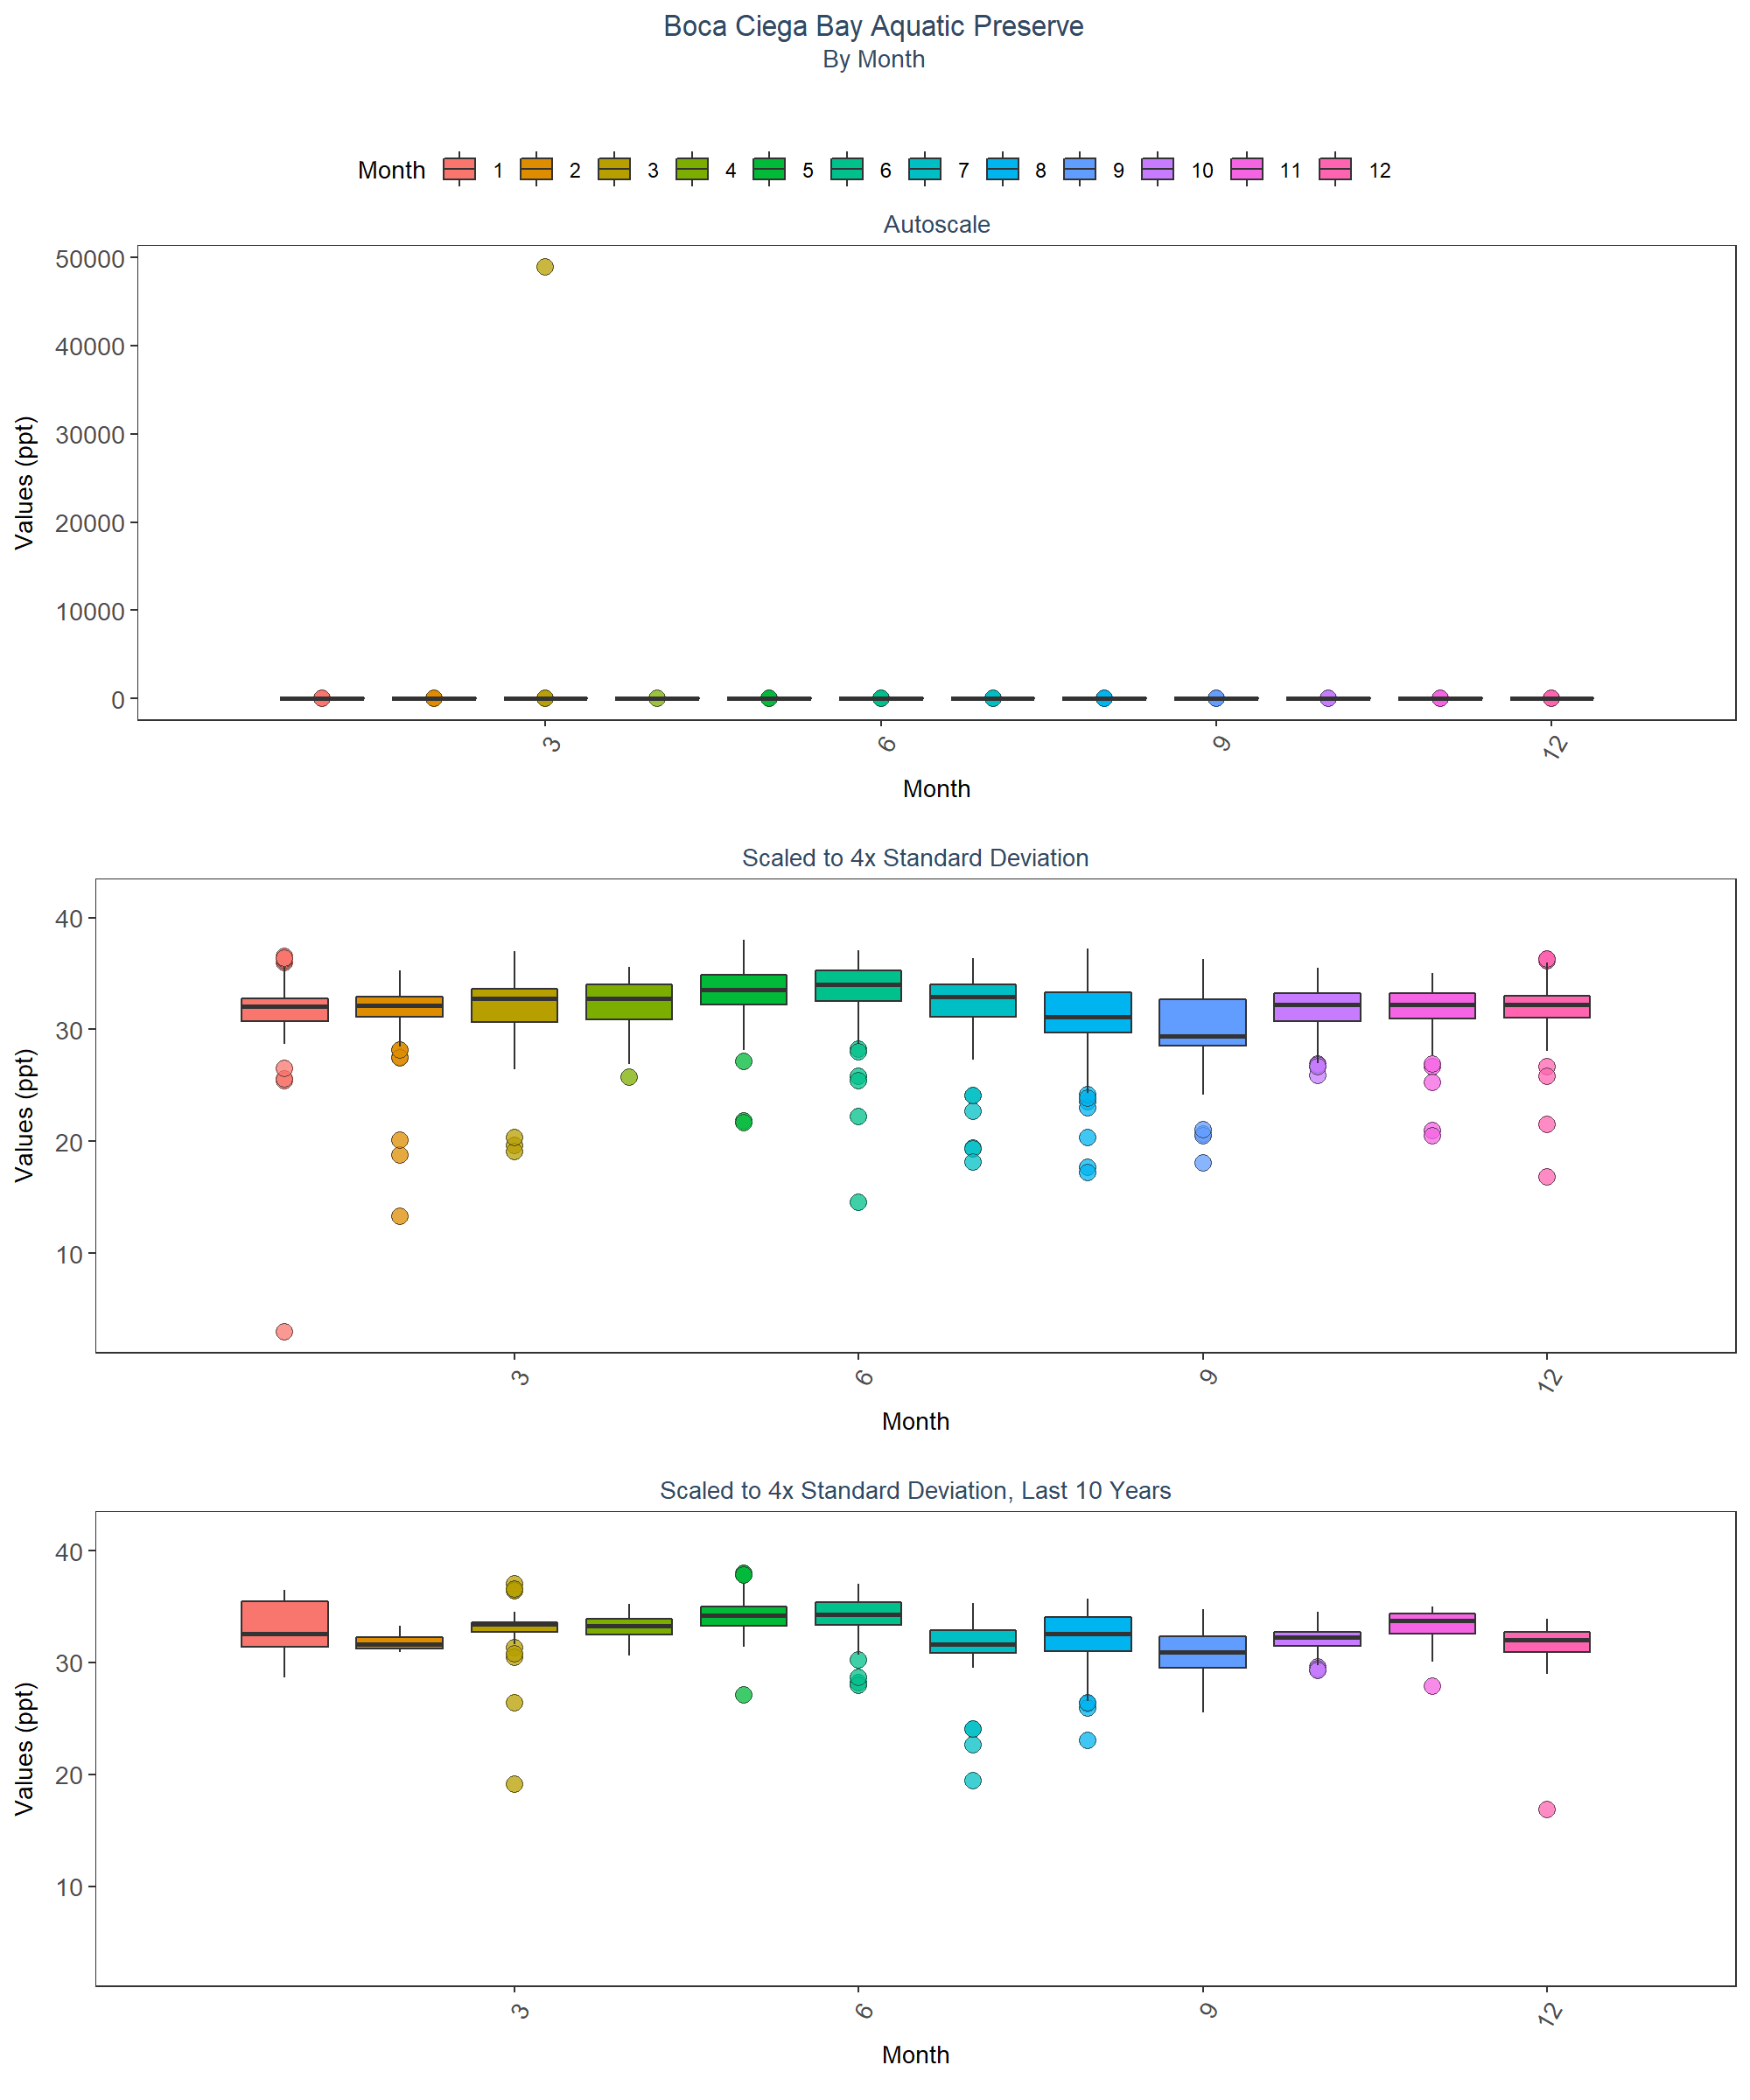 Boca Ciega Bay Aquatic Preserve
By Month
Month 1 2 3 4 5 6 7 8 9 10 11 12
Autoscale
50000
40000
30000
20000
10000
0
Values (ppt)
3 6 9 12
Month
Scaled to 4x Standard Deviation
40
30
20
10
Values (ppt)
3 6 9 12
Month
Scaled to 4x Standard Deviation, Last 10 Years
40
30
20
10
Values (ppt)
3 6 9 12
Month